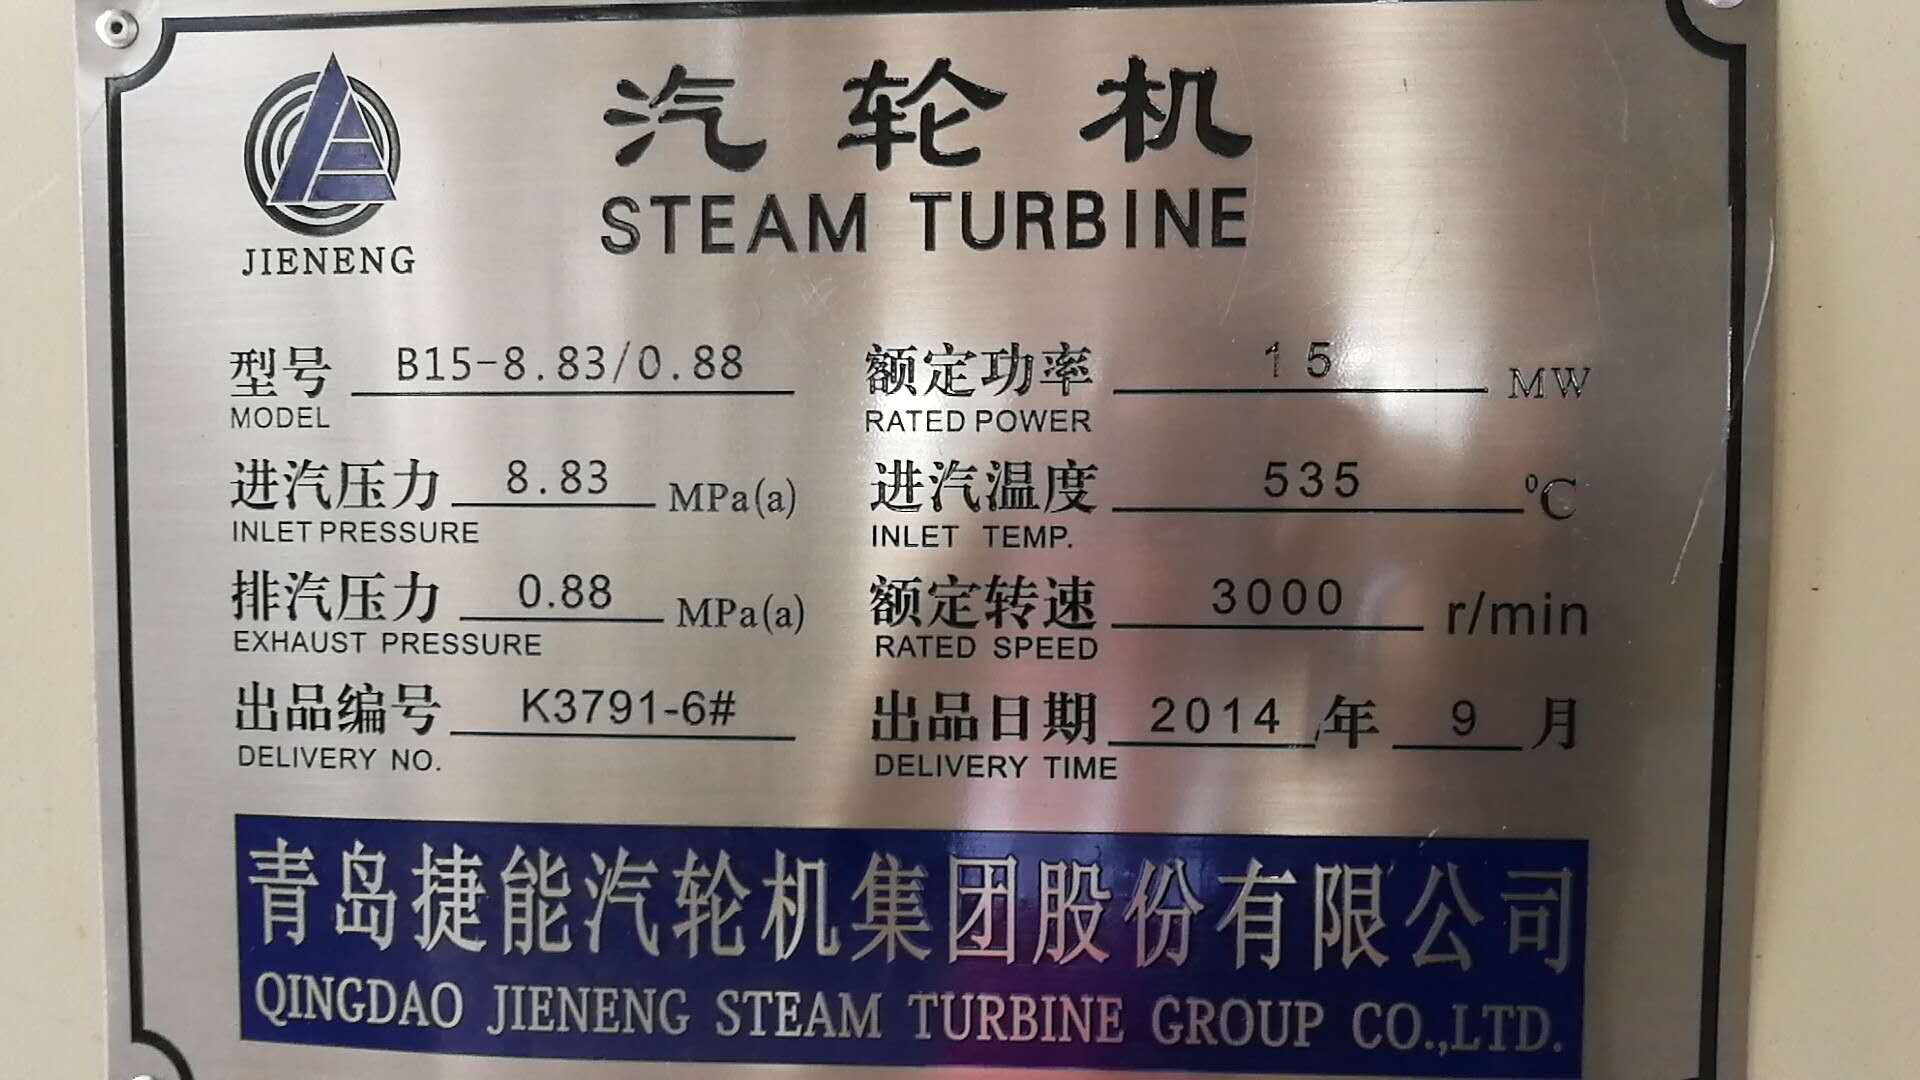 汽轮机
STEAM TURBINE
JIENENG
型号 B15-8.83/0.88 额定功率 15 MW
MODEL RATED POWER
进汽压力 8.83 MPa(a) 进汽温度 535 ⁰C
INLET PRESSURE INLET TEMP.
排汽压力 0.88 MPa(a) 额定转速 3000 r/min
EXHAUST PRESSURE RATED SPEED
出品编号 K3791-6# 出品日期 2014 年 9 月
DELIVERY NO. DELIVERY TIME
青岛捷能汽轮机集团股份有限公司
QINGDAO JIENENG STEAM TURBINE GROUP CO.,LTD.